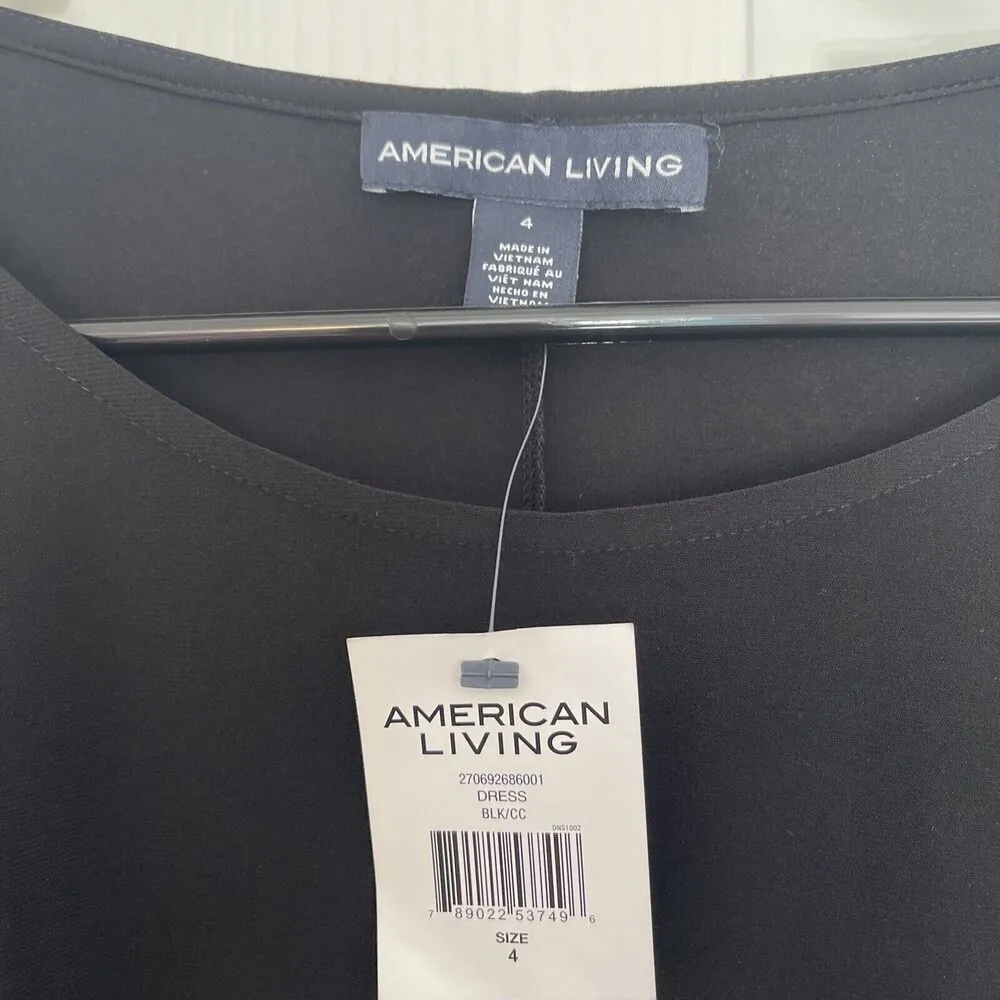 AMERICAN LIVING
4
MADE IN
VIETNAM
FABRIQUÉ AU
VIÊT NAM
HECHO EN
VIETNAM
AMERICAN
LIVING
270692686001
DRESS
BLK/CC
DNS1002
7 89022 53749 6
SIZE
4